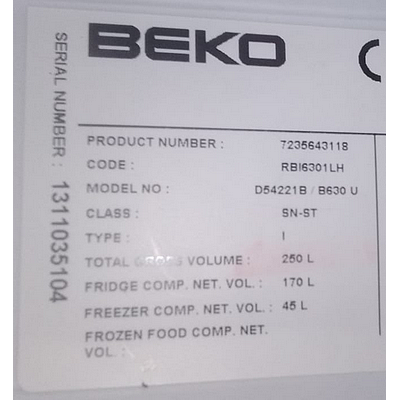 BEKO
SERIAL NUMBER : 1311035104
PRODUCT NUMBER : 7235643118
CODE : RBI6301LH
MODEL NO : D54221B / B630 U
CLASS : SN-ST
TYPE : I
TOTAL GROSS VOLUME : 250 L
FRIDGE COMP. NET. VOL. : 170 L
FREEZER COMP. NET. VOL. : 45 L
FROZEN FOOD COMP. NET.
VOL. :